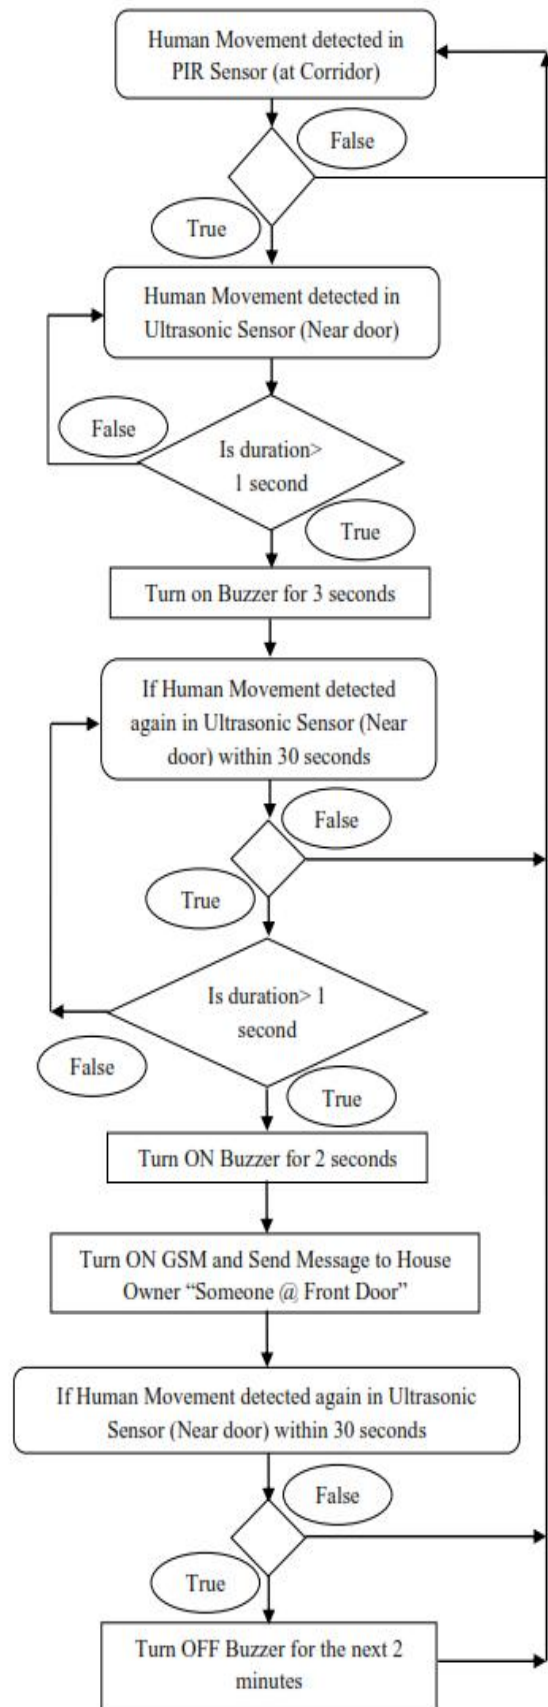 Human Movement detected in
PIR Sensor (at Corridor)
False
True
Human Movement detected in
Ultrasonic Sensor (Near door)
False
Is duration>
1 second
True
Turn on Buzzer for 3 seconds
If Human Movement detected
again in Ultrasonic Sensor (Near
door) within 30 seconds
False
True
Is duration> 1
second
False
True
Turn ON Buzzer for 2 seconds
Turn ON GSM and Send Message to House
Owner “Someone @ Front Door”
If Human Movement detected again in Ultrasonic
Sensor (Near door) within 30 seconds
False
True
Turn OFF Buzzer for the next 2
minutes